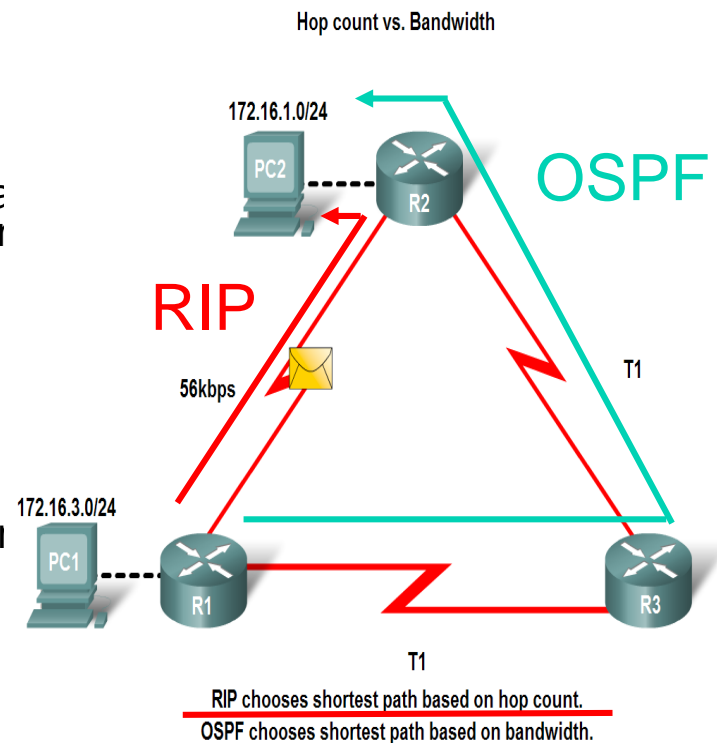 Hop count vs. Bandwidth
172.16.1.0/24
PC2
R2
OSPF
RIP
56kbps
T1
172.16.3.0/24
PC1
R1
R3
T1
RIP chooses shortest path based on hop count.
OSPF chooses shortest path based on bandwidth.